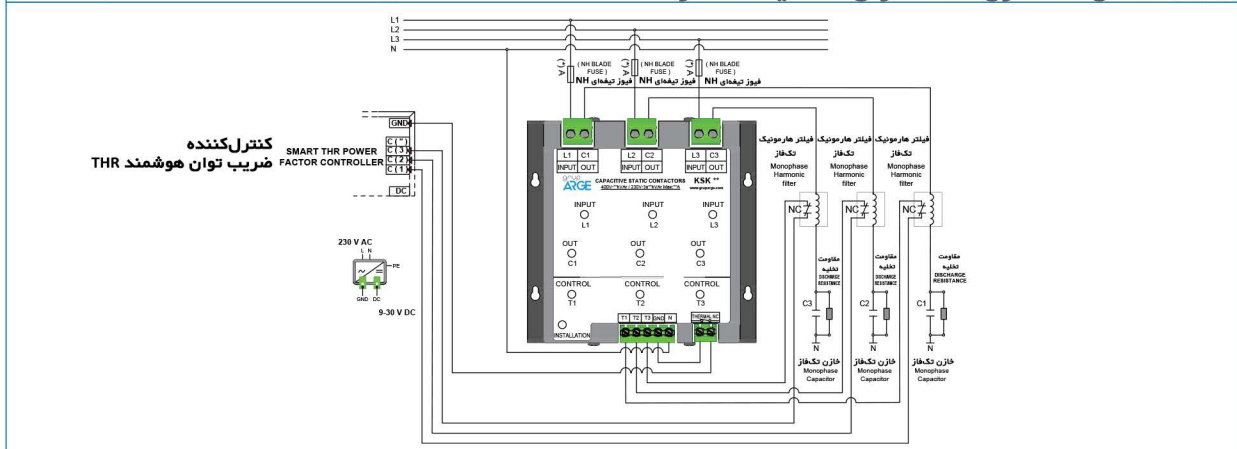 L1
L2
L3
N
(*) A
( NH BLADE FUSE )
فیوز تیغه‌ای NH
(*) A
( NH BLADE FUSE )
فیوز تیغه‌ای NH
(*) A
( NH BLADE FUSE )
فیوز تیغه‌ای NH
کنترل‌کننده
ضریب توان هوشمند THR
SMART THR POWER
FACTOR CONTROLLER
GND
C (*)
C ( 3 )
C ( 2 )
C ( 1 )
DC
230 V AC
L N
PE
GND DC
9-30 V DC
L1 C1
INPUT OUT
L2 C2
INPUT OUT
L3 C3
INPUT OUT
grup
ARGE
CAPACITIVE STATIC CONTACTORS
KSK **
www.gruparge.com
INPUT
L1
INPUT
L2
INPUT
L3
OUT
C1
OUT
C2
OUT
C3
CONTROL
T1
CONTROL
T2
CONTROL
T3
INSTALLATION
T1 T2 T3 GND N
THERMAL NC
فیلتر هارمونیک
تک‌فاز
Monophase
Harmonic
filter
فیلتر هارمونیک
تک‌فاز
Monophase
Harmonic
filter
فیلتر هارمونیک
تک‌فاز
Monophase
Harmonic
filter
NC
NC
NC
مقاومت
تخلیه
DISCHARGE
RESISTANCE
مقاومت
تخلیه
DISCHARGE
RESISTANCE
مقاومت
تخلیه
DISCHARGE
RESISTANCE
C3
C2
C1
N
N
N
خازن تک‌فاز
Monophase
Capacitor
خازن تک‌فاز
Monophase
Capacitor
خازن تک‌فاز
Monophase
Capacitor